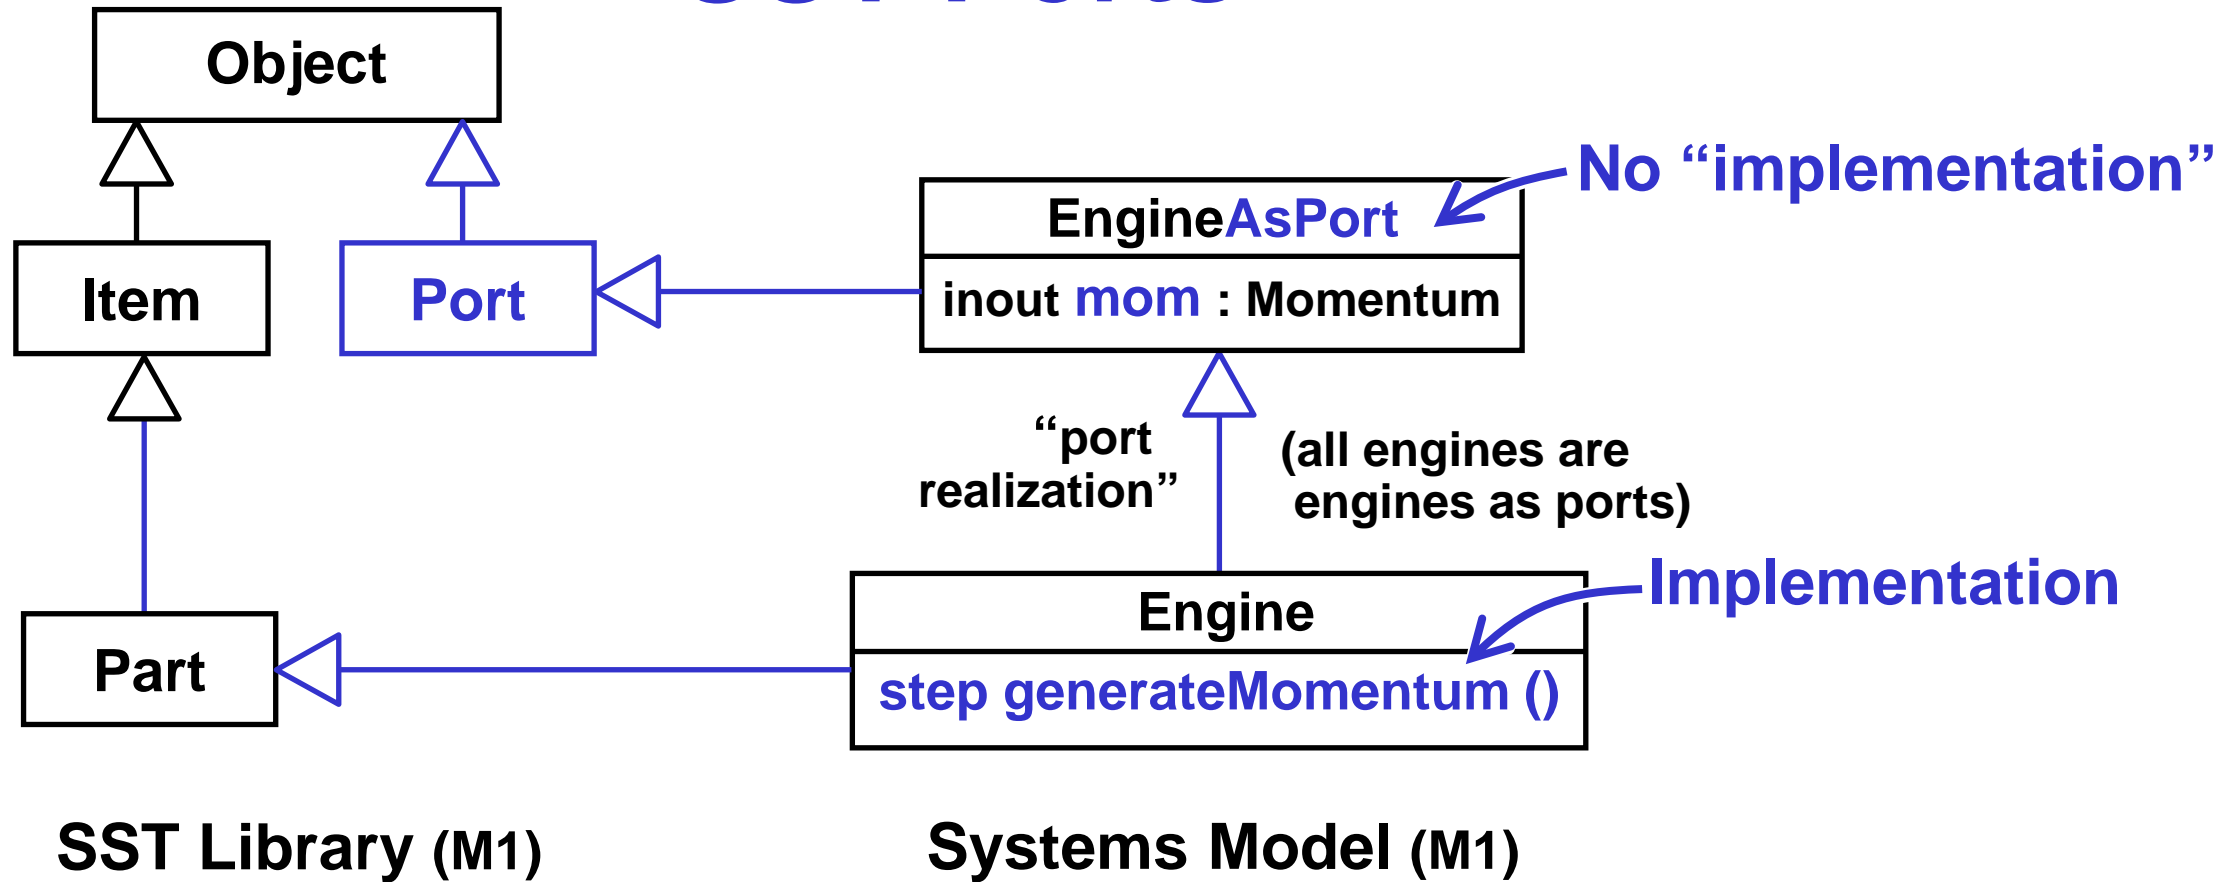 Object
No “implementation”
EngineAsPort
Item
Port
inout mom : Momentum
“port
realization”
(all engines are
engines as ports)
Implementation
Engine
Part
step generateMomentum ()
SST Library (M1)
Systems Model (M1)